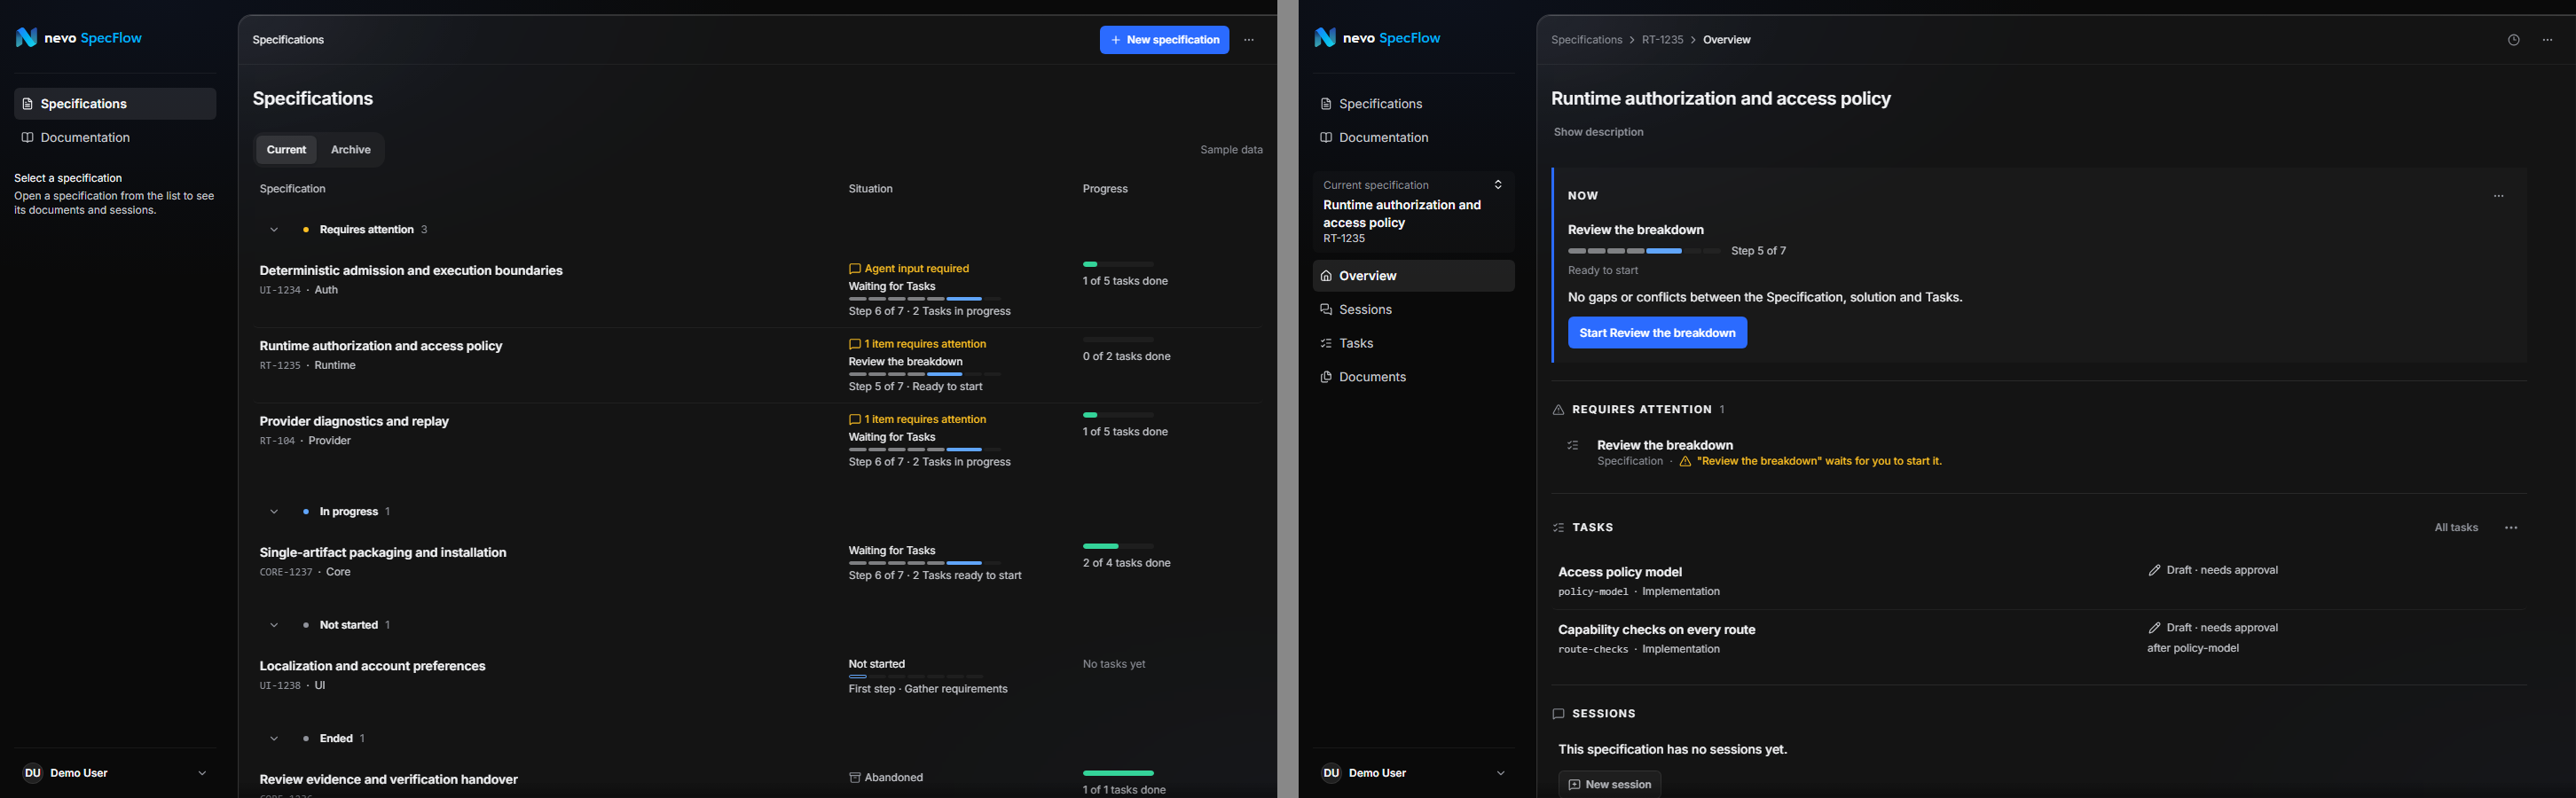 nevo SpecFlow
Specifications
Documentation
Select a specification
Open a specification from the list to see
its documents and sessions.
DU Demo User
Specifications
New specification
Specifications
Current Archive
Sample data
Specification Situation Progress
Requires attention 3
Deterministic admission and execution boundaries
UI-1234 · Auth
Agent input required
Waiting for Tasks
Step 6 of 7 · 2 Tasks in progress
1 of 5 tasks done
Runtime authorization and access policy
RT-1235 · Runtime
1 item requires attention
Review the breakdown
Step 5 of 7 · Ready to start
0 of 2 tasks done
Provider diagnostics and replay
RT-104 · Provider
1 item requires attention
Waiting for Tasks
Step 6 of 7 · 2 Tasks in progress
1 of 5 tasks done
In progress 1
Single-artifact packaging and installation
CORE-1237 · Core
Waiting for Tasks
Step 6 of 7 · 2 Tasks ready to start
2 of 4 tasks done
Not started 1
Localization and account preferences
UI-1238 · UI
Not started
First step · Gather requirements
No tasks yet
Ended 1
Review evidence and verification handover
Abandoned
1 of 1 tasks done
nevo SpecFlow
Specifications
Documentation
Current specification
Runtime authorization and
access policy
RT-1235
Overview
Sessions
Tasks
Documents
DU Demo User
Specifications > RT-1235 > Overview
Runtime authorization and access policy
Show description
NOW
Review the breakdown
Step 5 of 7
Ready to start
No gaps or conflicts between the Specification, solution and Tasks.
Start Review the breakdown
REQUIRES ATTENTION 1
Review the breakdown
Specification · "Review the breakdown" waits for you to start it.
TASKS
All tasks
Access policy model
policy-model · Implementation
Draft · needs approval
Capability checks on every route
route-checks · Implementation
Draft · needs approval
after policy-model
SESSIONS
This specification has no sessions yet.
New session